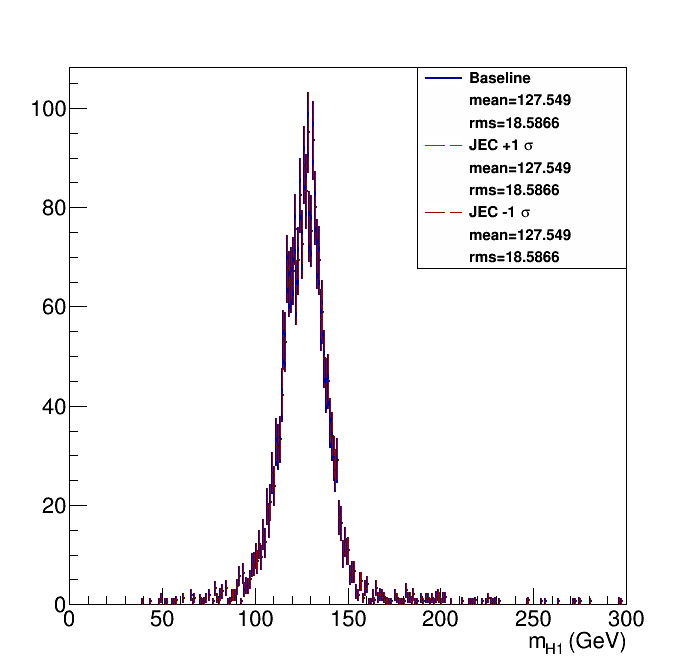 Baseline
mean=127.549
rms=18.5866
JEC +1 σ
mean=127.549
rms=18.5866
JEC -1 σ
mean=127.549
rms=18.5866
100
80
60
40
20
0
0 50 100 150 200 250 300
m_H1 (GeV)